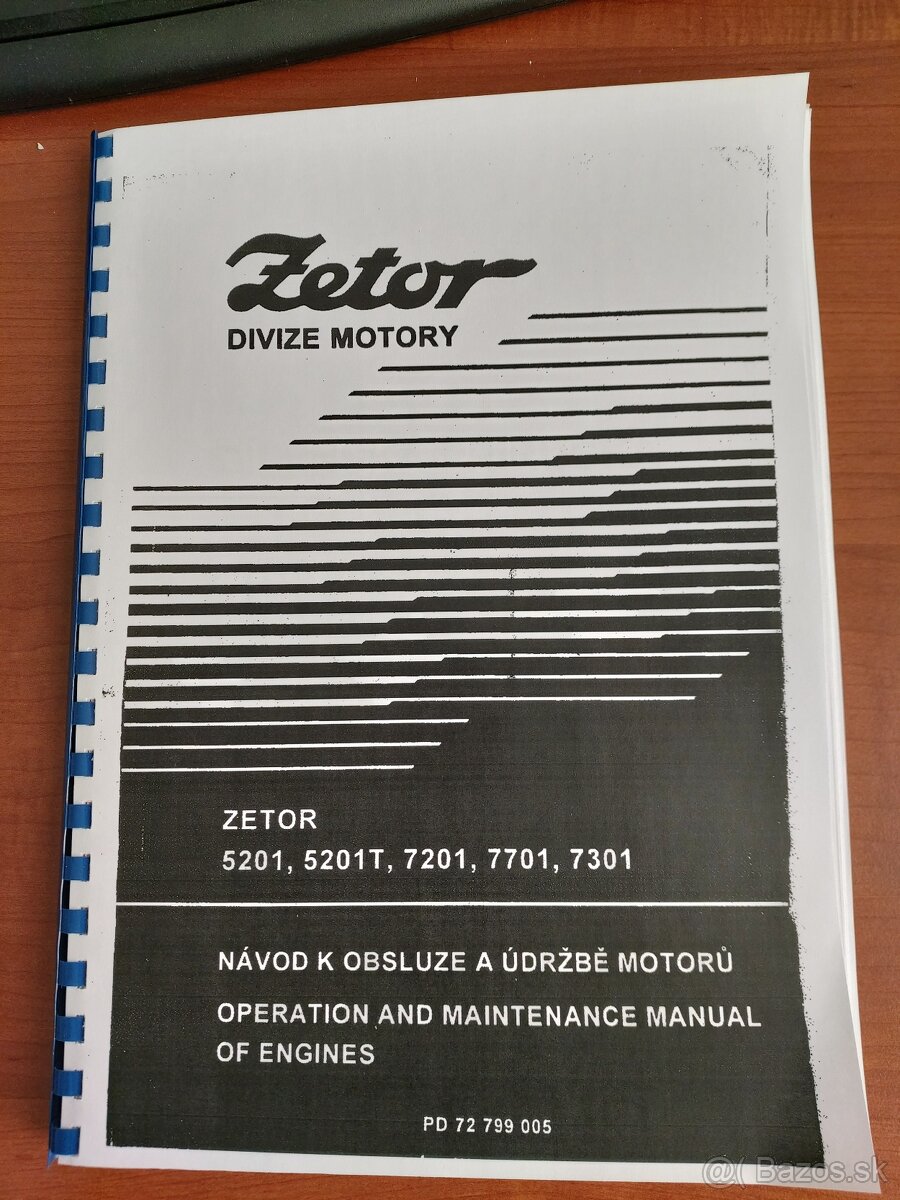 Zetor
DIVIZE MOTORY
ZETOR
5201, 5201T, 7201, 7701, 7301
NÁVOD K OBSLUZE A ÚDRŽBĚ MOTORŮ
OPERATION AND MAINTENANCE MANUAL
OF ENGINES
PD 72 799 005
@( Bazos.sk